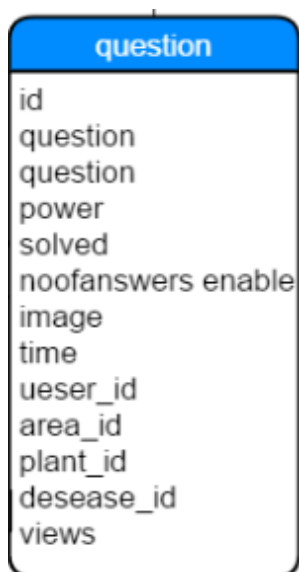 question
id
question
question
power
solved
noofanswers enable
image
time
ueser_id
area_id
plant_id
desease_id
views